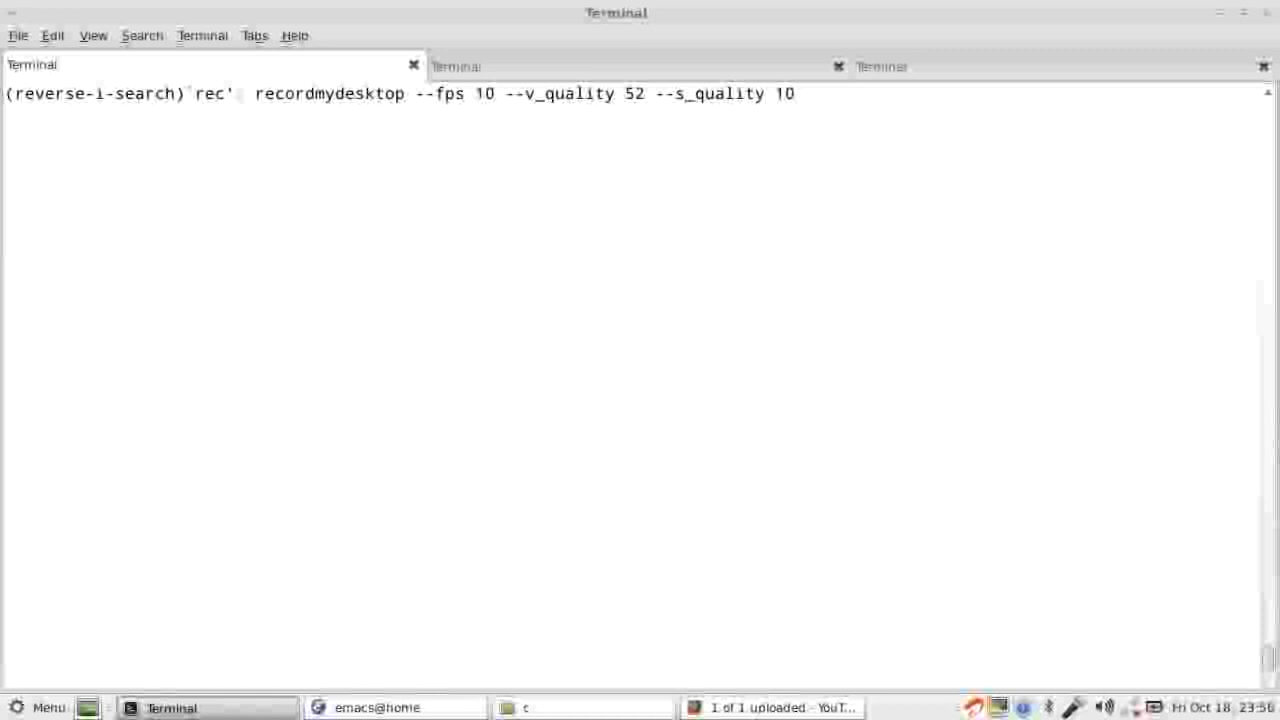 Terminal
File Edit View Search Terminal Tabs Help
Terminal Terminal Terminal
(reverse-i-search)`rec': recordmydesktop --fps 10 --v_quality 52 --s_quality 10
Menu Terminal emacs@home c 1 of 1 uploaded - YouT... Fri Oct 18, 23:56